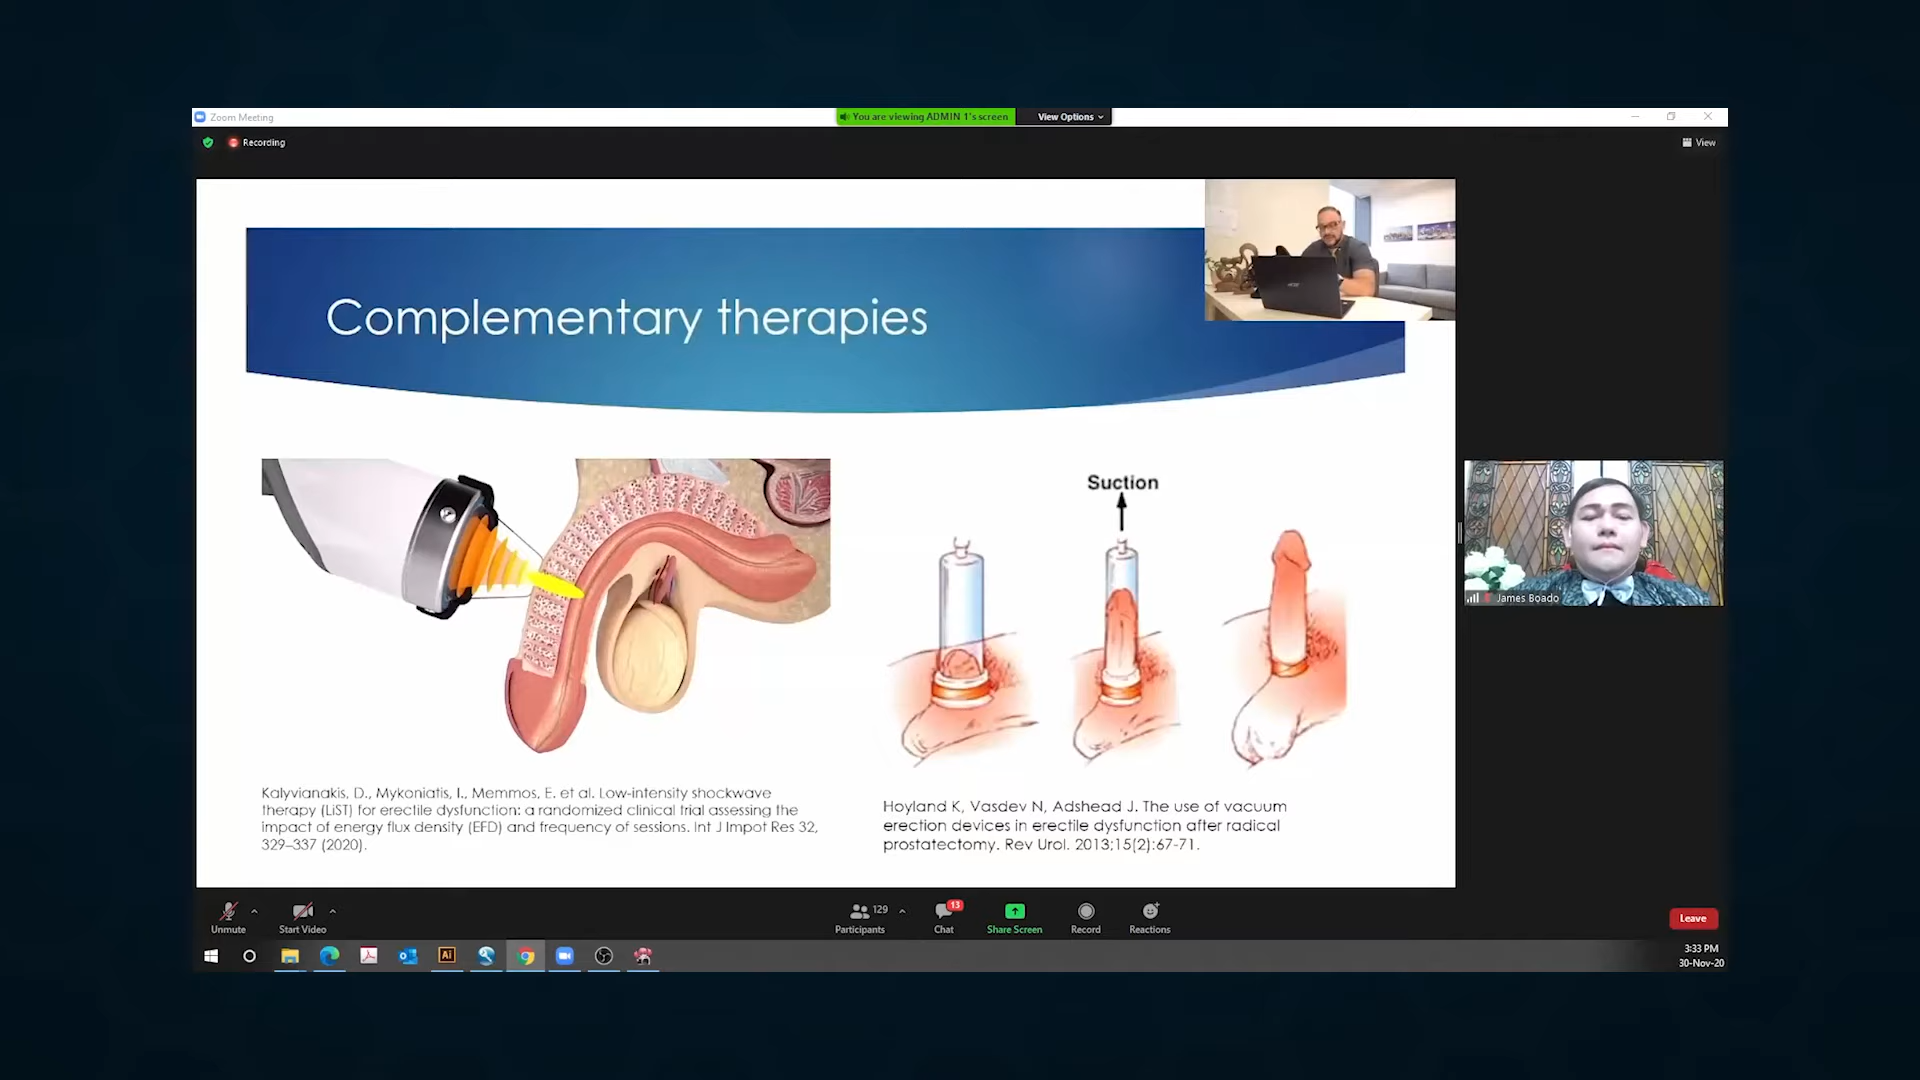 Zoom Meeting
You are viewing ADMIN 1's screen
View Options
Recording
View
Complementary therapies
Suction
Kalyvianakis, D., Mykoniatis, I., Memmos, E. et al. Low-intensity shockwave
therapy (LiST) for erectile dysfunction: a randomized clinical trial assessing the
impact of energy flux density (EFD) and frequency of sessions. Int J Impot Res 32,
329–337 (2020).
Hoyland K, Vasdev N, Adshead J. The use of vacuum
erection devices in erectile dysfunction after radical
prostatectomy. Rev Urol. 2013;15(2):67-71.
James Boado
Unmute
Start Video
129
Participants
13
Chat
Share Screen
Record
Reactions
Leave
Ai
3:33 PM
30-Nov-20